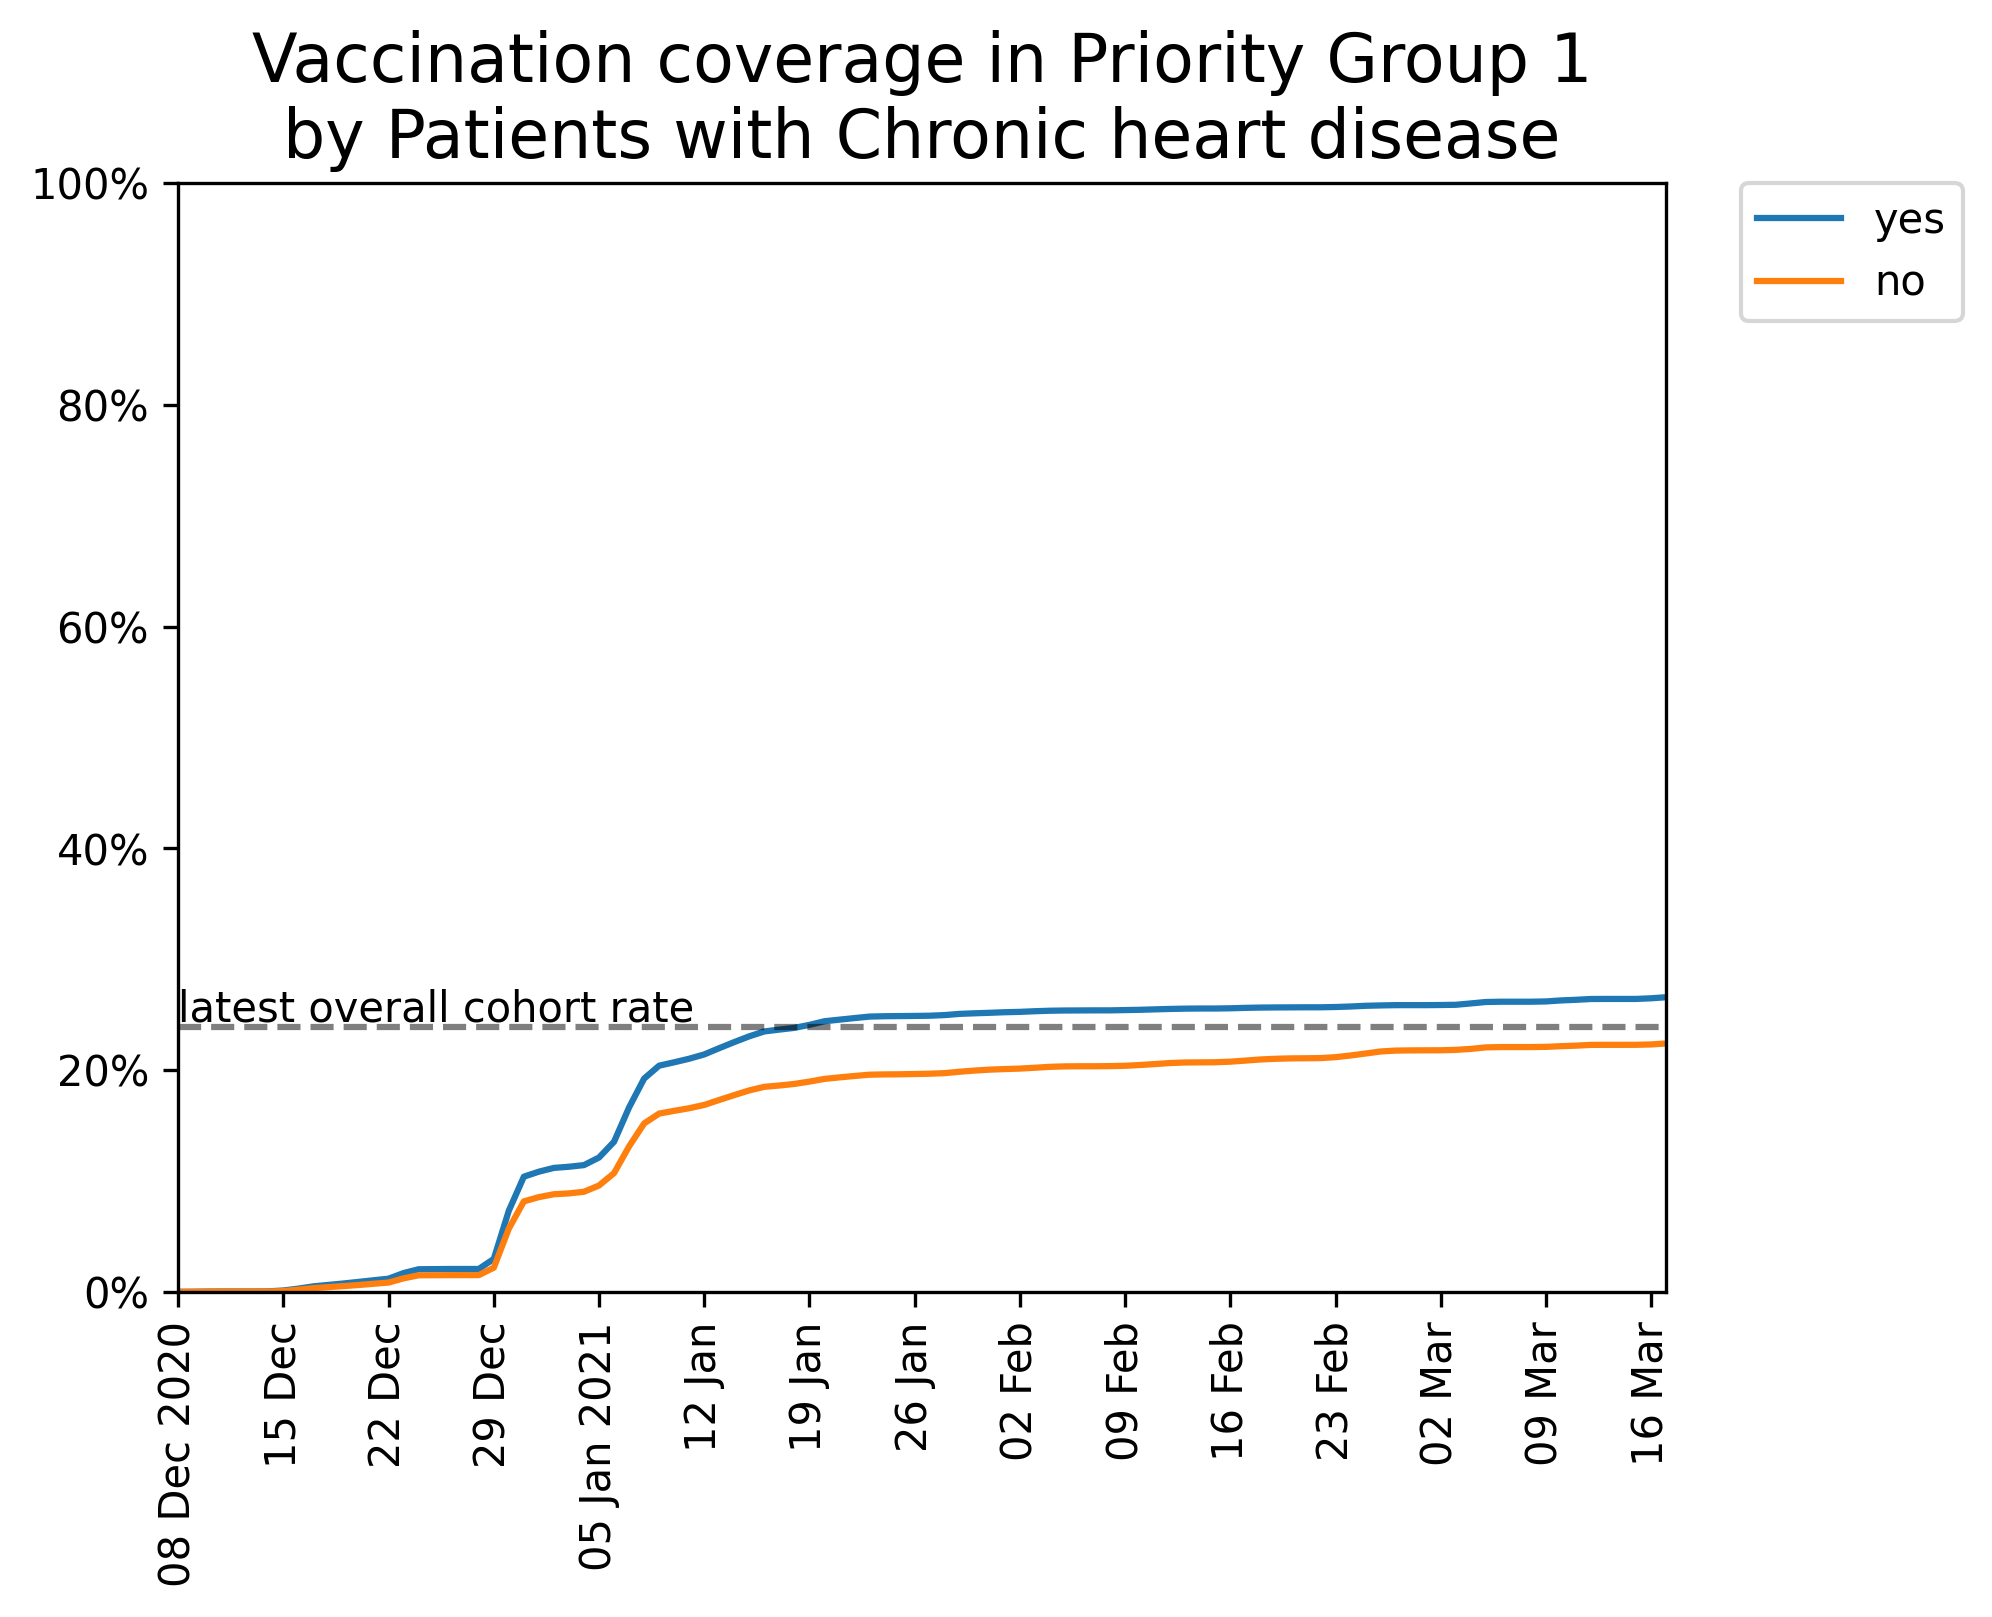 Vaccination coverage in Priority Group 1
by Patients with Chronic heart disease
100%
80%
60%
40%
20%
0%
latest overall cohort rate
yes
no
08 Dec 2020
15 Dec
22 Dec
29 Dec
05 Jan 2021
12 Jan
19 Jan
26 Jan
02 Feb
09 Feb
16 Feb
23 Feb
02 Mar
09 Mar
16 Mar